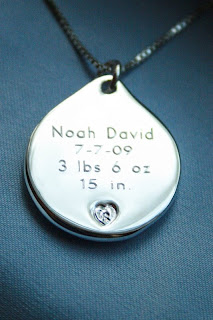 Noah David
7-7-09
3 lbs 6 oz
15 in.